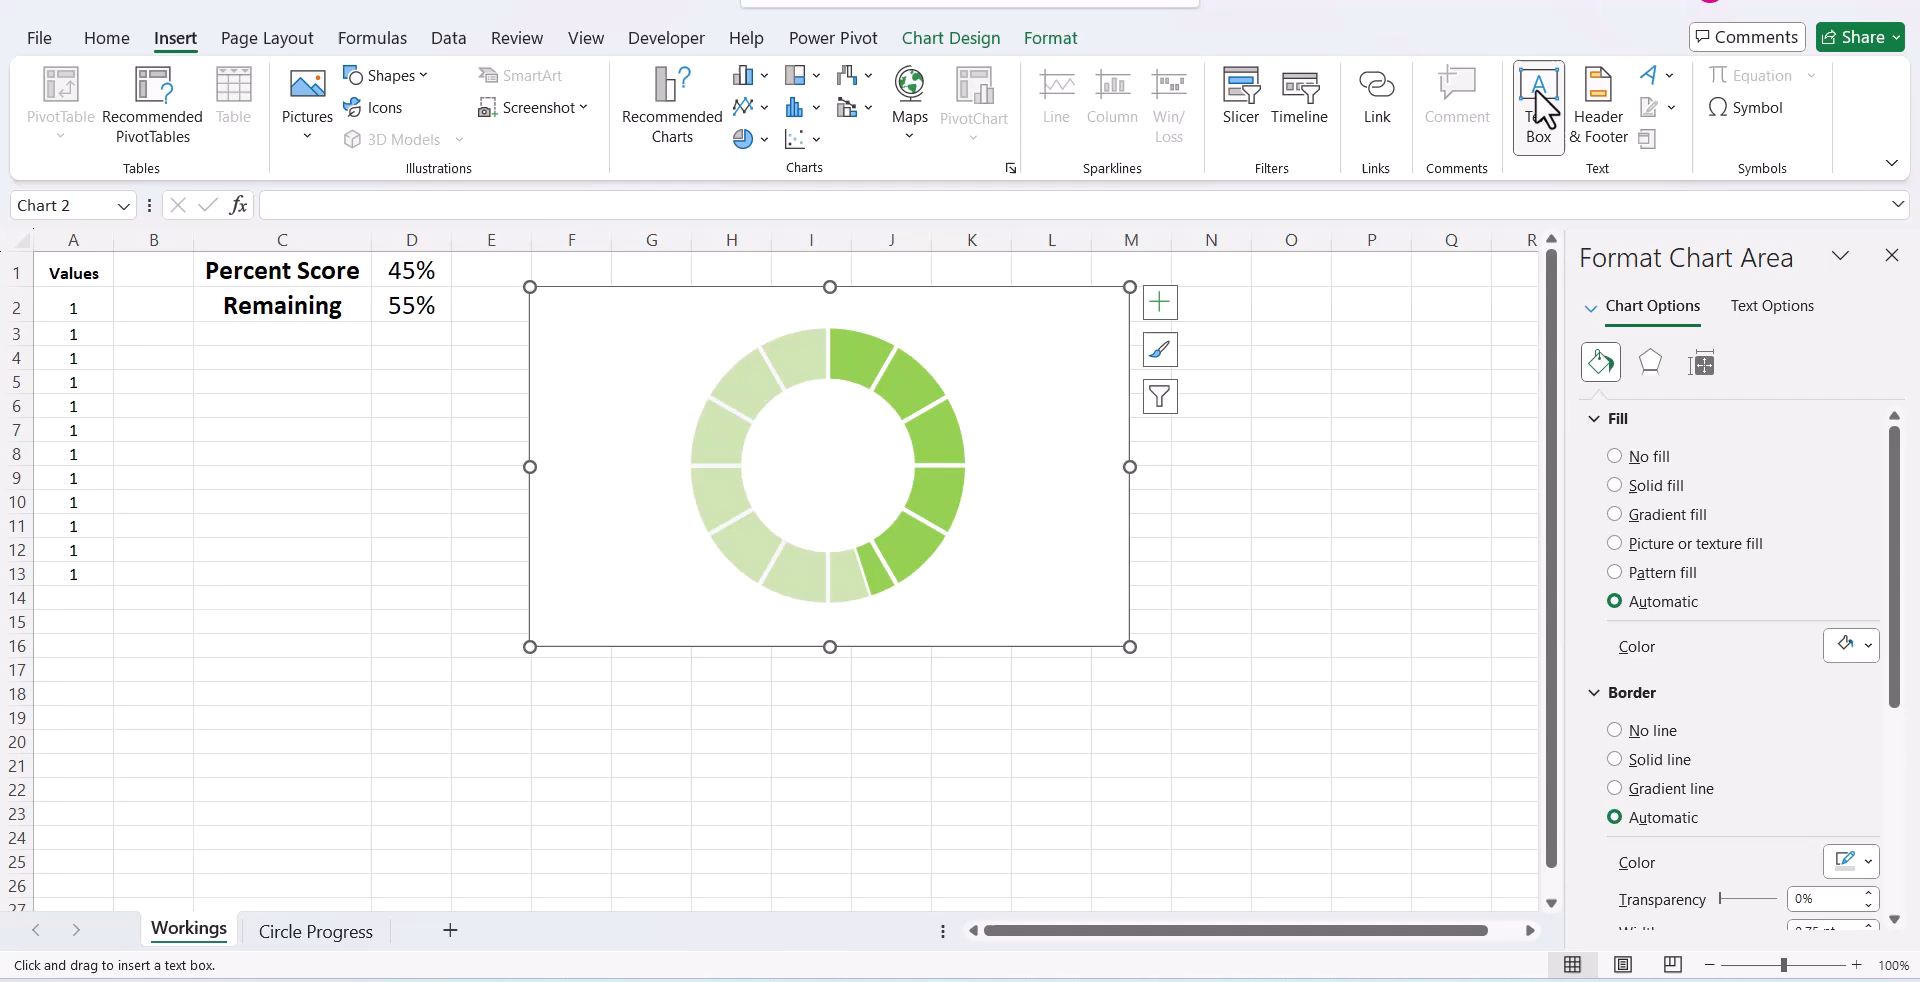 File Home Insert Page Layout Formulas Data Review View Developer Help Power Pivot Chart Design Format Comments Share
PivotTable Recommended PivotTables Table
Tables
Pictures Shapes Icons 3D Models SmartArt Screenshot
Illustrations
Recommended Charts Maps PivotChart
Charts
Line Column Win/ Loss
Sparklines
Slicer Timeline
Filters
Link
Links
Comment
Comments
Box Header & Footer
Text
Equation
Symbol
Symbols
Chart 2 fx
A B C D E F G H I J K L M N O P Q R
1 Values Percent Score 45%
2 1 Remaining 55%
3 1
4 1
5 1
6 1
7 1
8 1
9 1
10 1
11 1
12 1
13 1
14
15
16
17
18
19
20
21
22
23
24
25
26
27
Format Chart Area
Chart Options Text Options
Fill
No fill
Solid fill
Gradient fill
Picture or texture fill
Pattern fill
Automatic
Color
Border
No line
Solid line
Gradient line
Automatic
Color
Transparency 0%
Workings Circle Progress
Click and drag to insert a text box.
100%